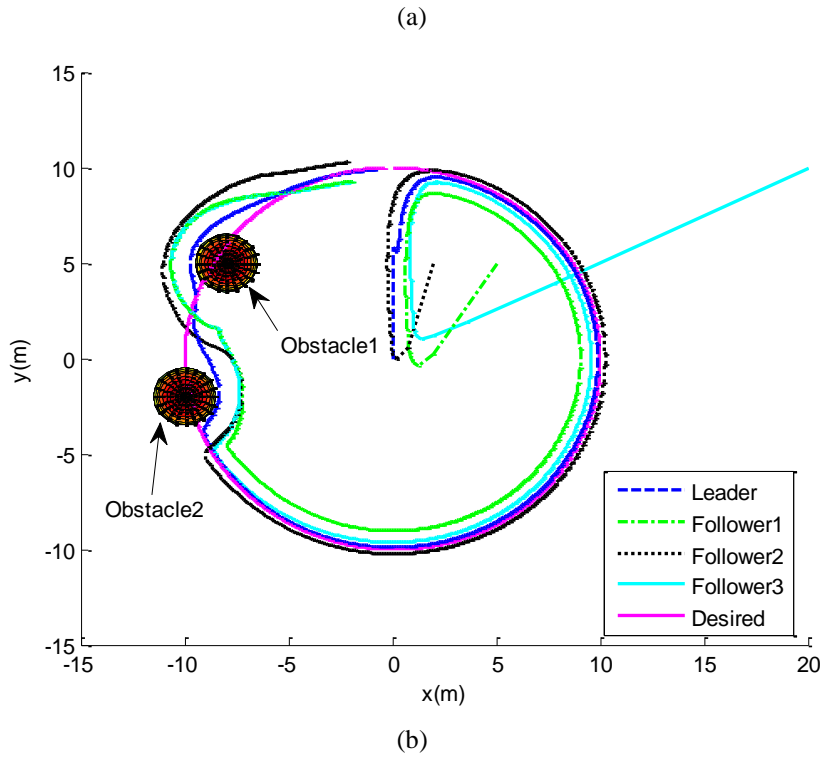 (a)
15
10
5
0
-5
-10
-15
y(m)
Obstacle1
Obstacle2
Leader
Follower1
Follower2
Follower3
Desired
-15 -10 -5 0 5 10 15 20
x(m)
(b)